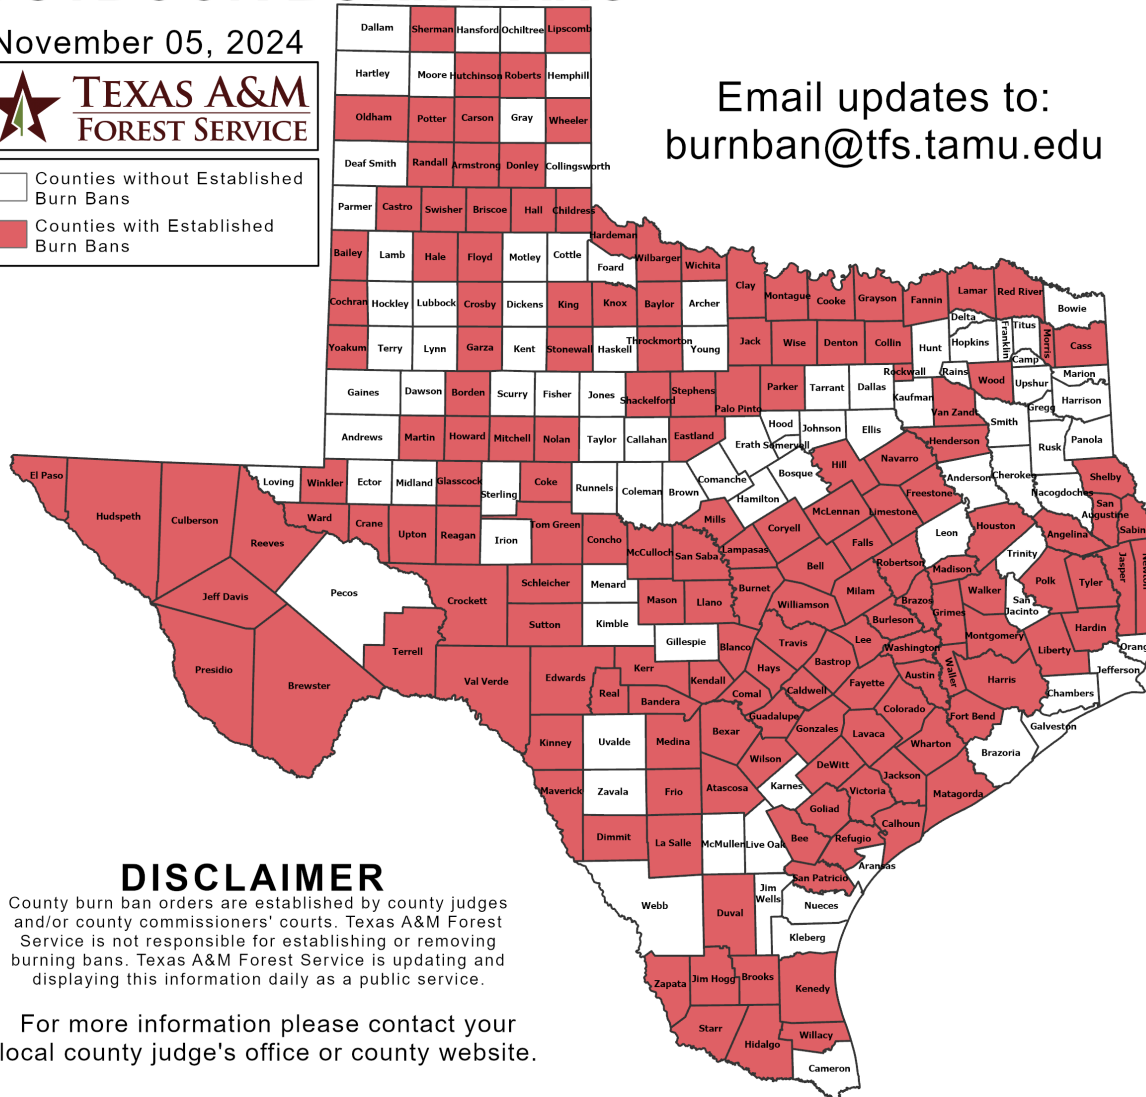 November 05, 2024
TEXAS A&M
FOREST SERVICE
Counties without Established
Burn Bans
Counties with Established
Burn Bans
Email updates to:
burnban@tfs.tamu.edu
Dallam Sherman Hansford Ochiltree Lipscomb
Hartley Moore Hutchinson Roberts Hemphill
Oldham Potter Carson Gray Wheeler
Deaf Smith Randall Armstrong Donley Collingsworth
Parmer Castro Swisher Briscoe Hall Childress
Hardeman
Bailey Lamb Hale Floyd Motley Cottle Foard Wilbarger Wichita
Clay
Cochran Hockley Lubbock Crosby Dickens King Knox Baylor Archer Montague Cooke Grayson Fannin Lamar Red River Bowie
Delta Franklin Titus Morris
Yoakum Terry Lynn Garza Kent Stonewall Haskell Throckmorton Young Jack Wise Denton Collin Hunt Hopkins Camp Cass
Rockwall Rains Wood Upshur Marion
Gaines Dawson Borden Scurry Fisher Jones Shackelford Stephens Palo Pinto Parker Tarrant Dallas Kaufman Van Zandt Gregg Harrison
Smith
Andrews Martin Howard Mitchell Nolan Taylor Callahan Eastland Erath Hood Somervell Johnson Ellis Henderson Rusk Panola
El Paso Loving Winkler Ector Midland Glasscock Sterling Coke Runnels Coleman Brown Comanche Hamilton Bosque Hill Navarro Anderson Cherokee Shelby
Freestone Nacogdoches San
Augustine
Sabin
Hudspeth Culberson Reeves Ward Crane Upton Reagan Irion Tom Green Concho McCulloch San Saba Mills Lampasas Coryell McLennan Limestone Leon Houston Angelina
Falls Trinity Jasper Newton
Jeff Davis Pecos Crockett Schleicher Menard Mason Llano Burnet Bell Milam Robertson Madison Walker Polk Tyler
Brazos Grimes San
Jacinto
Sutton Kimble Williamson Burleson Montgomery Hardin
Terrell Gillespie Blanco Travis Lee Washington Liberty Orang
Presidio Brewster Val Verde Edwards Real Kerr Kendall Hays Bastrop Austin Waller Harris Jefferson
Bandera Comal Caldwell Fayette Chambers
Guadalupe Gonzales Colorado Fort Bend Galveston
Kinney Uvalde Medina Bexar Lavaca Wharton Brazoria
Wilson DeWitt
Maverick Zavala Frio Atascosa Karnes Victoria Jackson Matagorda
Goliad
Dimmit La Salle McMullen Live Oak Bee Refugio Calhoun
Aransas
San Patricio
Webb Duval Jim
Wells
Nueces
Kleberg
Zapata Jim Hogg Brooks Kenedy
Starr Hidalgo Willacy
Cameron
DISCLAIMER
County burn ban orders are established by county judges
and/or county commissioners' courts. Texas A&M Forest
Service is not responsible for establishing or removing
burning bans. Texas A&M Forest Service is updating and
displaying this information daily as a public service.
For more information please contact your
local county judge's office or county website.